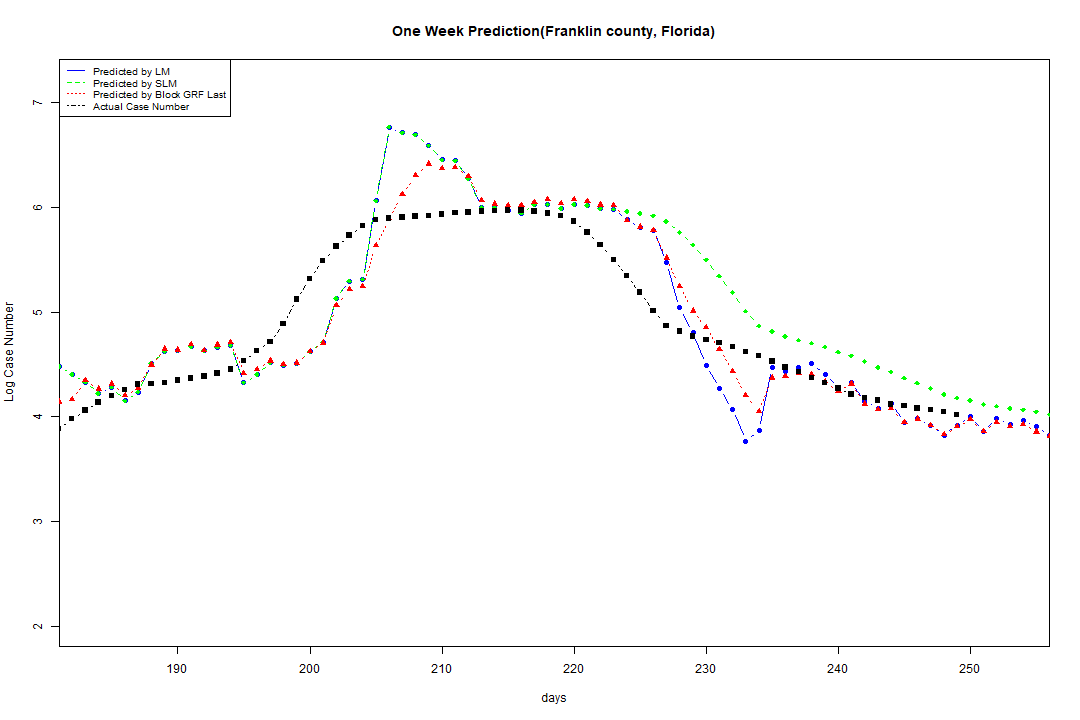 One Week Prediction(Franklin county, Florida)
Predicted by LM
Predicted by SLM
Predicted by Block GRF Last
Actual Case Number
7
6
5
4
3
2
Log Case Number
190 200 210 220 230 240 250
days